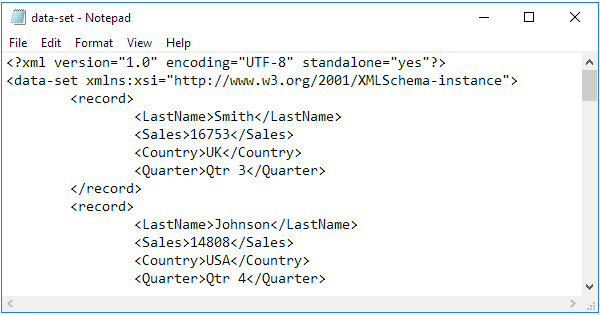 data-set - Notepad
File Edit Format View Help
<?xml version="1.0" encoding="UTF-8" standalone="yes"?>
<data-set xmlns:xsi="http://www.w3.org/2001/XMLSchema-instance">
        <record>
                <LastName>Smith</LastName>
                <Sales>16753</Sales>
                <Country>UK</Country>
                <Quarter>Qtr 3</Quarter>
        </record>
        <record>
                <LastName>Johnson</LastName>
                <Sales>14808</Sales>
                <Country>USA</Country>
                <Quarter>Qtr 4</Quarter>